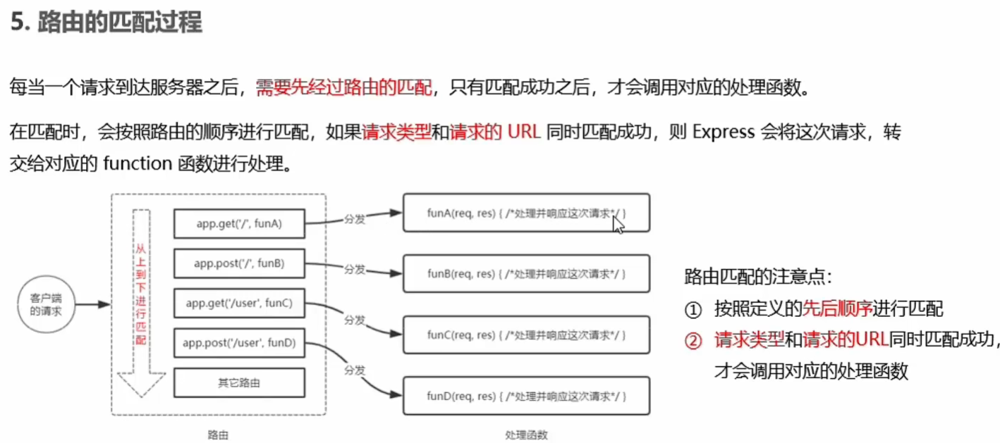 5. 路由的匹配过程
每当一个请求到达服务器之后，需要先经过路由的匹配，只有匹配成功之后，才会调用对应的处理函数。
在匹配时，会按照路由的顺序进行匹配，如果请求类型和请求的 URL 同时匹配成功，则 Express 会将这次请求，转
交给对应的 function 函数进行处理。
客户端
的请求
从上到下进行匹配
app.get('/', funA)
分发
funA(req, res) { /*处理并响应这次请求*/ }
app.post('/', funB)
分发
funB(req, res) { /*处理并响应这次请求*/ }
app.get('/user', funC)
分发
funC(req, res) { /*处理并响应这次请求*/ }
app.post('/user', funD)
分发
funD(req, res) { /*处理并响应这次请求*/ }
其它路由
路由
处理函数
路由匹配的注意点：
① 按照定义的先后顺序进行匹配
② 请求类型和请求的URL同时匹配成功，
才会调用对应的处理函数